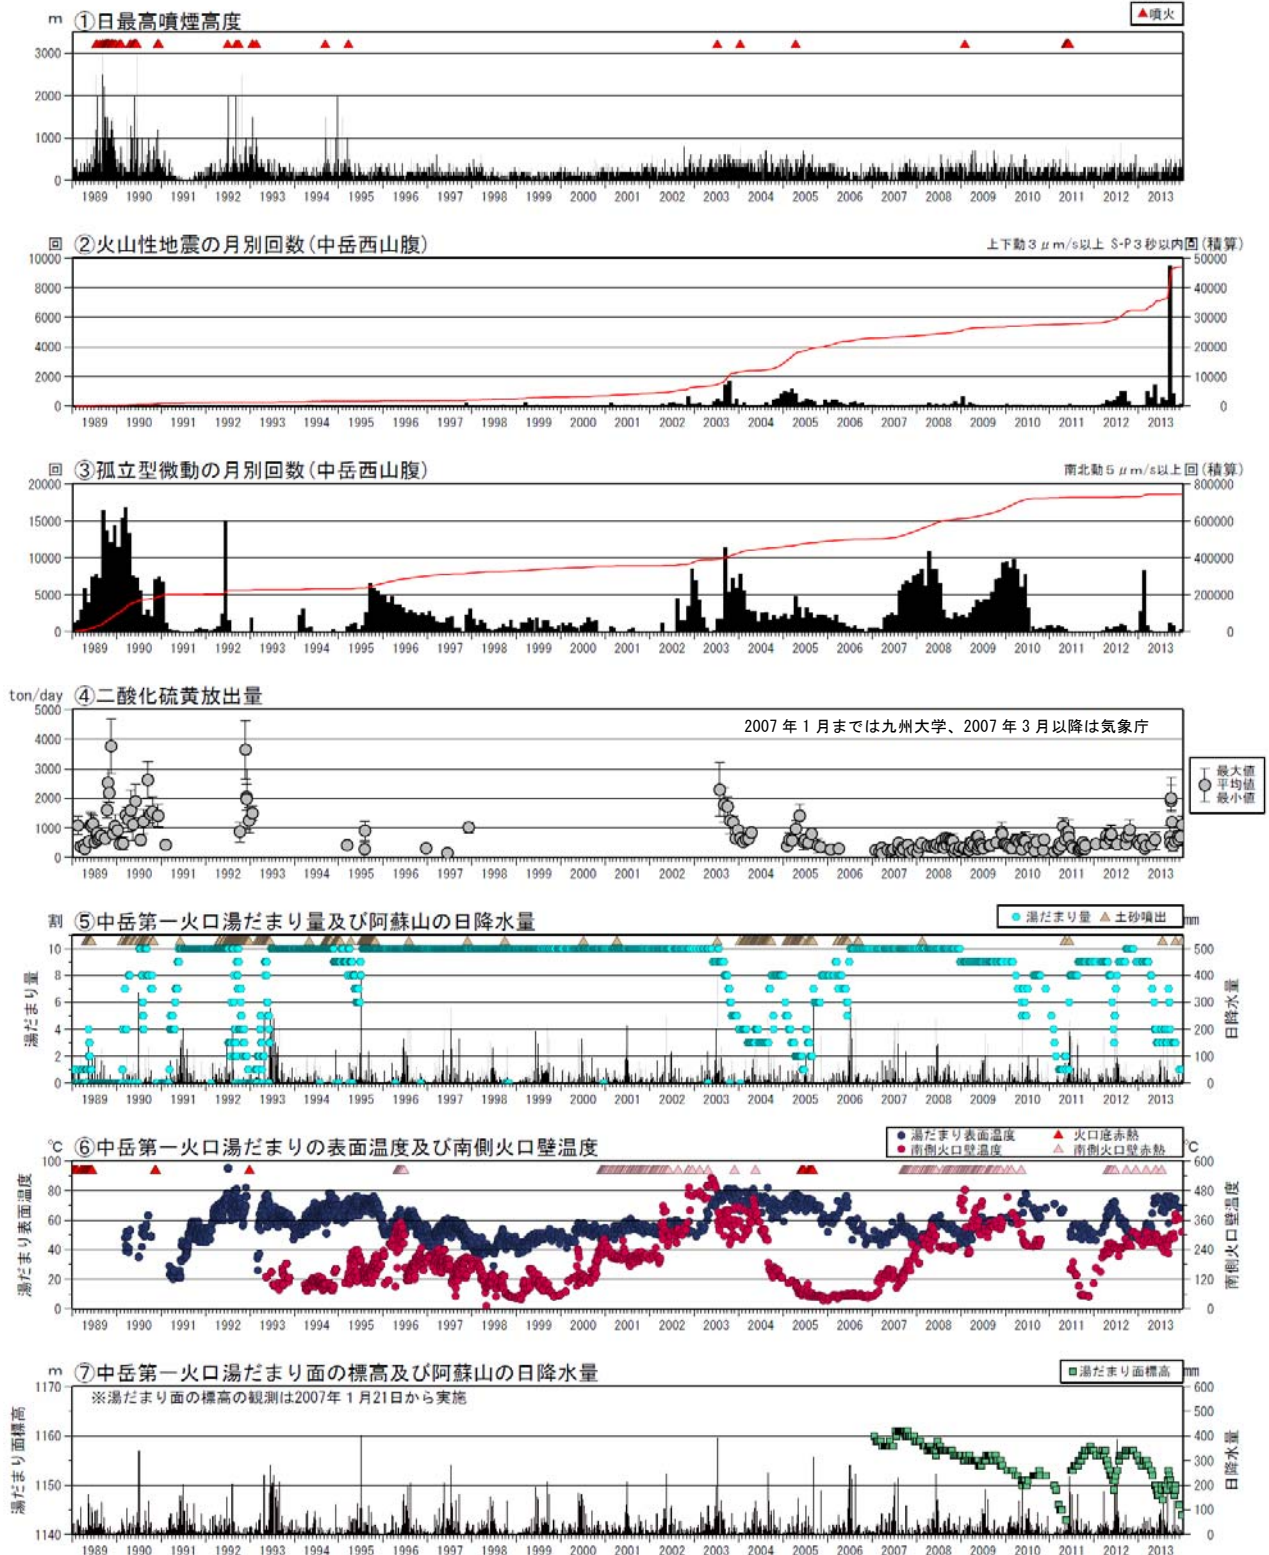 m ①日最高噴煙高度
▲噴火
3000
2000
1000
0
1989 1990 1991 1992 1993 1994 1995 1996 1997 1998 1999 2000 2001 2002 2003 2004 2005 2006 2007 2008 2009 2010 2011 2012 2013
回 ②火山性地震の月別回数(中岳西山腹)
上下動3μm/s以上 S-P3秒以内 回(積算)
10000 50000
8000 40000
6000 30000
4000 20000
2000 10000
0 0
1989 1990 1991 1992 1993 1994 1995 1996 1997 1998 1999 2000 2001 2002 2003 2004 2005 2006 2007 2008 2009 2010 2011 2012 2013
回 ③孤立型微動の月別回数(中岳西山腹)
南北動5μm/s以上 回(積算)
20000 800000
15000 600000
10000 400000
5000 200000
0 0
1989 1990 1991 1992 1993 1994 1995 1996 1997 1998 1999 2000 2001 2002 2003 2004 2005 2006 2007 2008 2009 2010 2011 2012 2013
ton/day ④二酸化硫黄放出量
2007年1月までは九州大学、2007年3月以降は気象庁
5000
4000
3000
2000
1000
0
最大値
平均値
最小値
1989 1990 1991 1992 1993 1994 1995 1996 1997 1998 1999 2000 2001 2002 2003 2004 2005 2006 2007 2008 2009 2010 2011 2012 2013
割 ⑤中岳第一火口湯だまり量及び阿蘇山の日降水量
湯だまり量 土砂噴出 mm
湯だまり量
日降水量
10 500
8 400
6 300
4 200
2 100
0 0
1989 1990 1991 1992 1993 1994 1995 1996 1997 1998 1999 2000 2001 2002 2003 2004 2005 2006 2007 2008 2009 2010 2011 2012 2013
℃ ⑥中岳第一火口湯だまりの表面温度及び南側火口壁温度
湯だまり表面温度 火口底赤熱
南側火口壁温度 南側火口壁赤熱
℃
湯だまり表面温度
南側火口壁温度
100 600
80 480
60 360
40 240
20 120
0 0
1989 1990 1991 1992 1993 1994 1995 1996 1997 1998 1999 2000 2001 2002 2003 2004 2005 2006 2007 2008 2009 2010 2011 2012 2013
m ⑦中岳第一火口湯だまり面の標高及び阿蘇山の日降水量
湯だまり面標高 mm
※湯だまり面の標高の観測は2007年1月21日から実施
湯だまり面標高
日降水量
1170 600
500
1160 400
300
1150 200
100
1140 0
1989 1990 1991 1992 1993 1994 1995 1996 1997 1998 1999 2000 2001 2002 2003 2004 2005 2006 2007 2008 2009 2010 2011 2012 2013